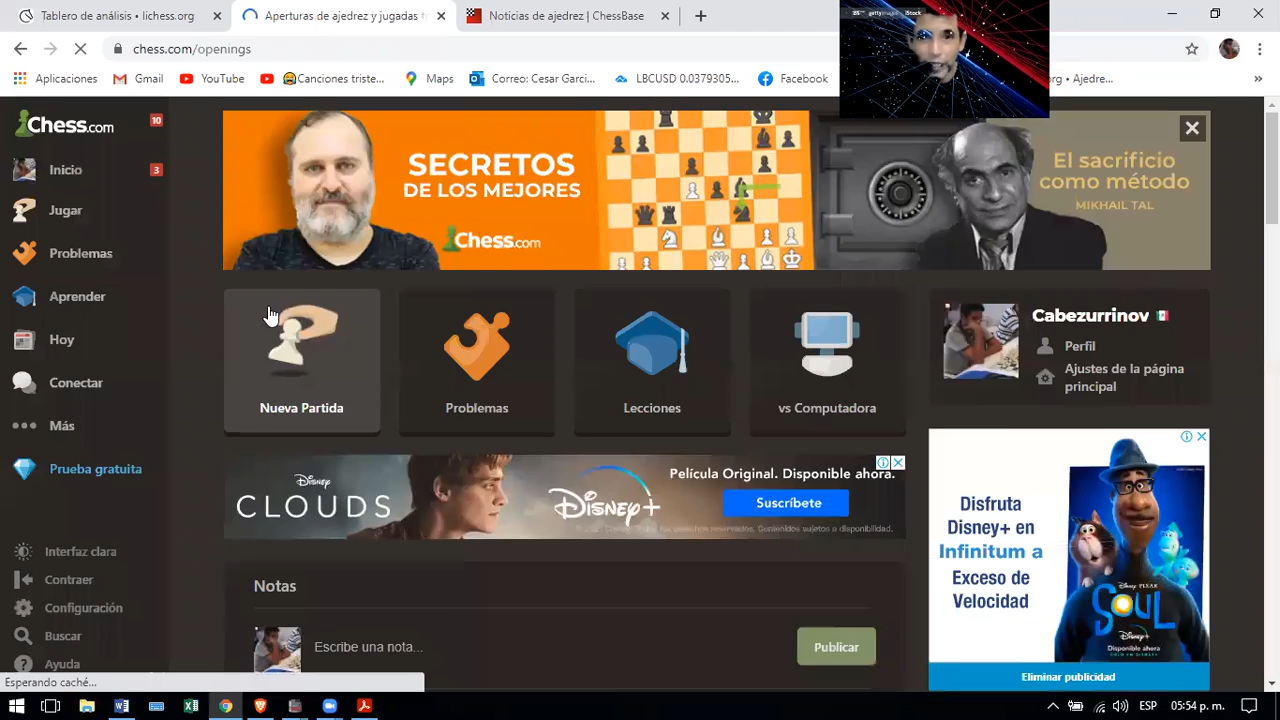 Tablero de análisis • lichess.org
Aperturas de ajedrez y jugadas
Noticias de ajedrez | ChessBase
gettyimages iStock
chess.com/openings
Aplicaciones
Gmail
YouTube
Canciones triste...
Maps
Correo: Cesar Garci...
LBCUSD 0.0379305...
Facebook
org • Ajedre...
Chess.com
10
Inicio
3
Jugar
Problemas
Aprender
Hoy
Conectar
Más
Prueba gratuita
Interfaz clara
Contraer
Configuración
Buscar
Ayuda
SECRETOS
DE LOS MEJORES
Chess.com
El sacrificio
como método
MIKHAIL TAL
Nueva Partida
Problemas
Lecciones
vs Computadora
Cabezurrinov
Perfil
Ajustes de la página
principal
Disney
CLOUDS
Disney+
Película Original. Disponible ahora.
Suscríbete
Notas
Escribe una nota...
Publicar
Disfruta
Disney+ en
Infinitum a
Exceso de
Velocidad
DISNEY PIXAR
SOUL
Disney+
Eliminar publicidad
Esperando caché...
ESP
05:54 p. m.